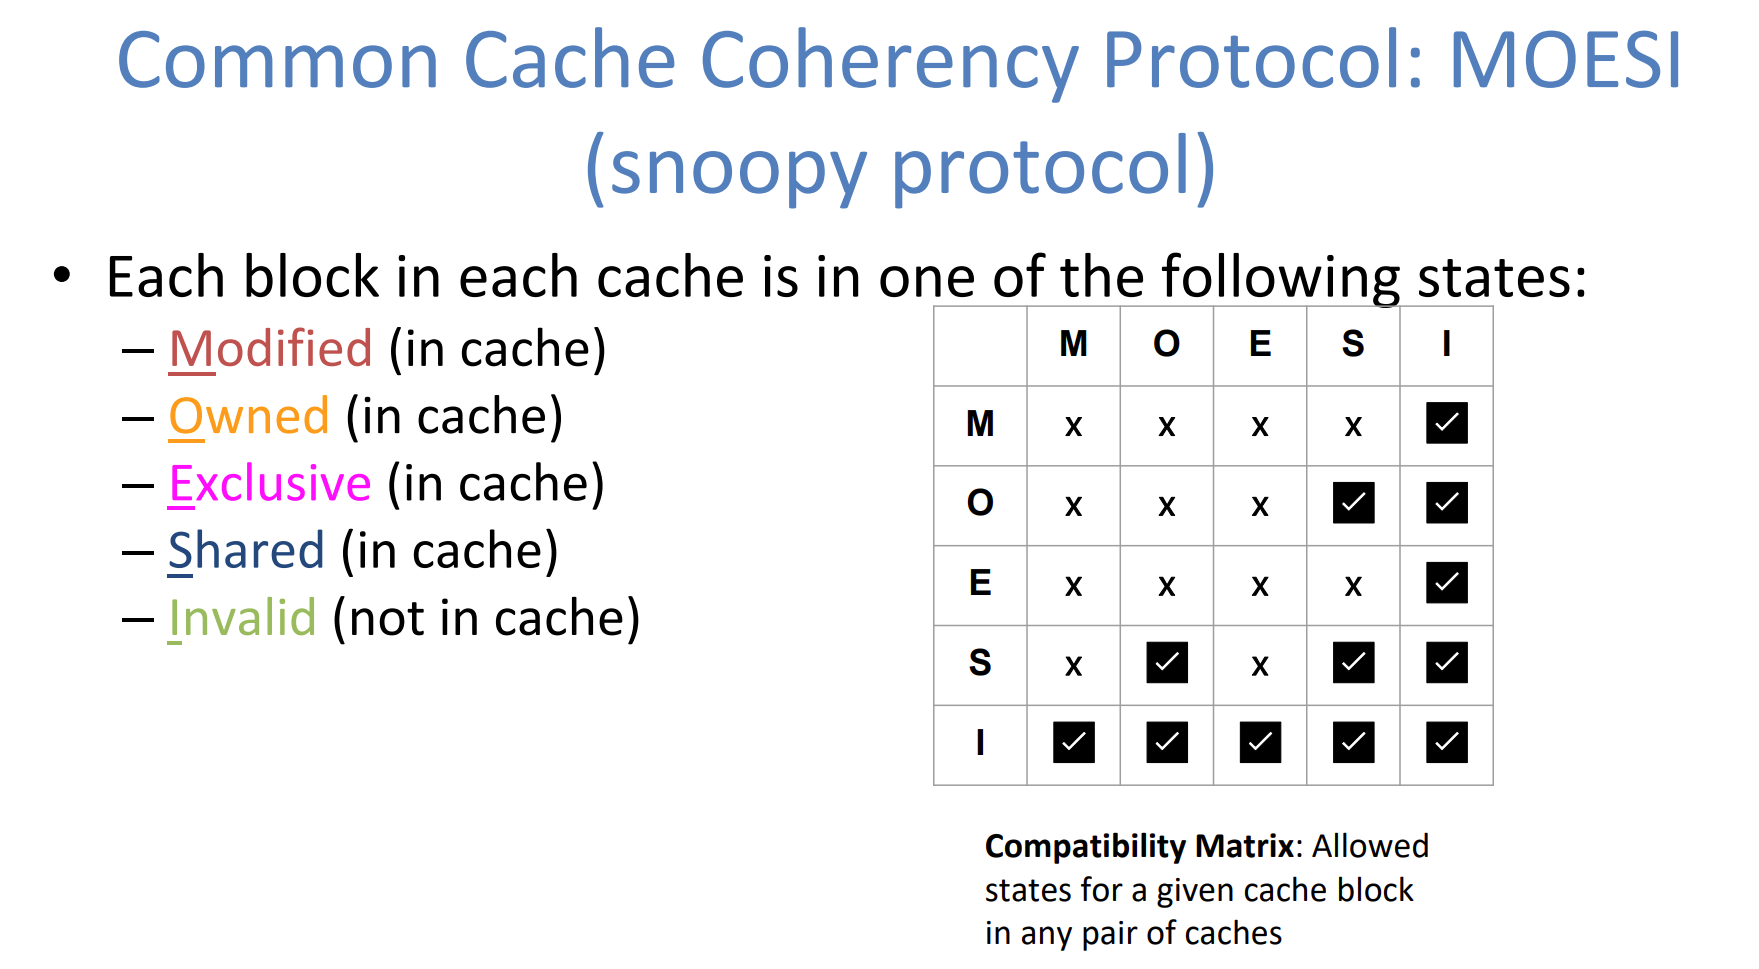 Common Cache Coherency Protocol: MOESI
(snoopy protocol)
• Each block in each cache is in one of the following states:
– Modified (in cache)
– Owned (in cache)
– Exclusive (in cache)
– Shared (in cache)
– Invalid (not in cache)
M O E S I
M x x x x ✓
O x x x ✓ ✓
E x x x x ✓
S x ✓ x ✓ ✓
I ✓ ✓ ✓ ✓ ✓
Compatibility Matrix: Allowed
states for a given cache block
in any pair of caches